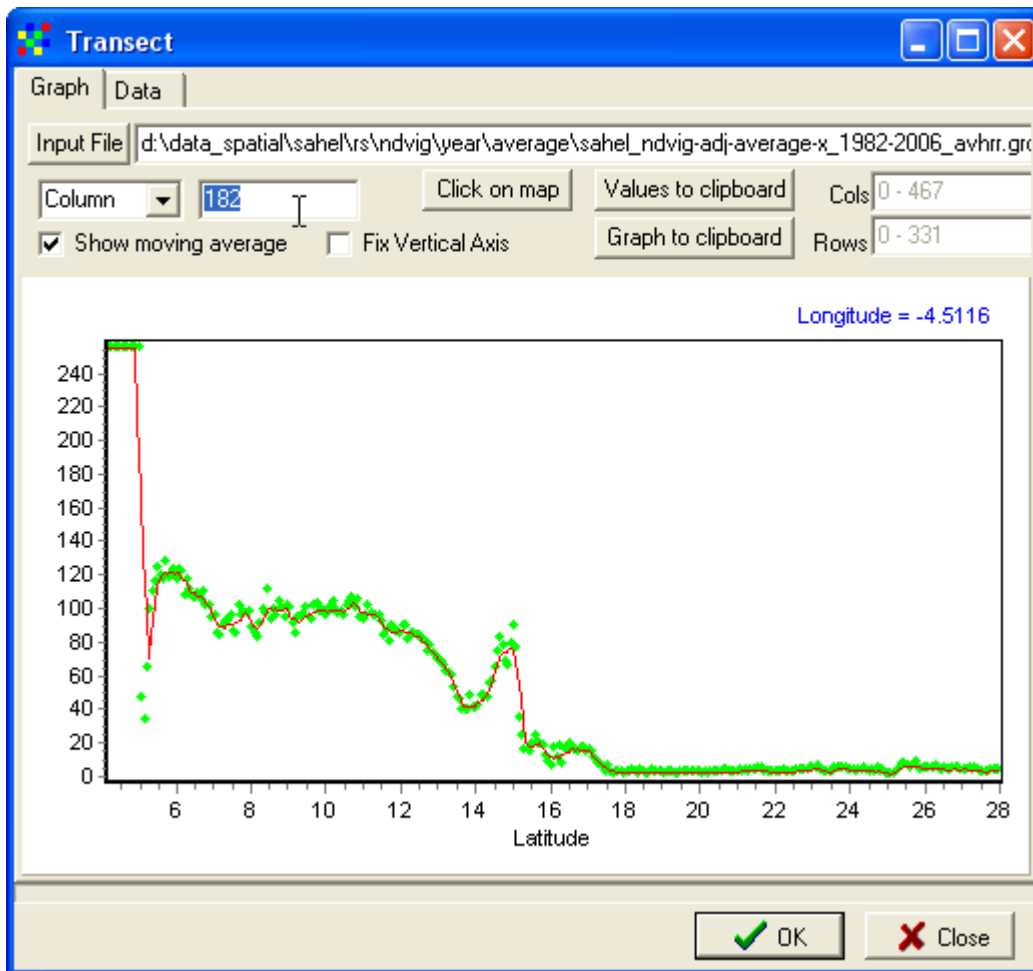 Transect
Graph Data
Input File d:\data_spatial\sahel\rs\ndvig\year\average\sahel_ndvig-adj-average-x_1982-2006_avhrr.gr
Column 182 Click on map Values to clipboard Cols 0 - 467
Show moving average Fix Vertical Axis Graph to clipboard Rows 0 - 331
Longitude = -4.5116
240
220
200
180
160
140
120
100
80
60
40
20
0
6 8 10 12 14 16 18 20 22 24 26 28
Latitude
OK Close